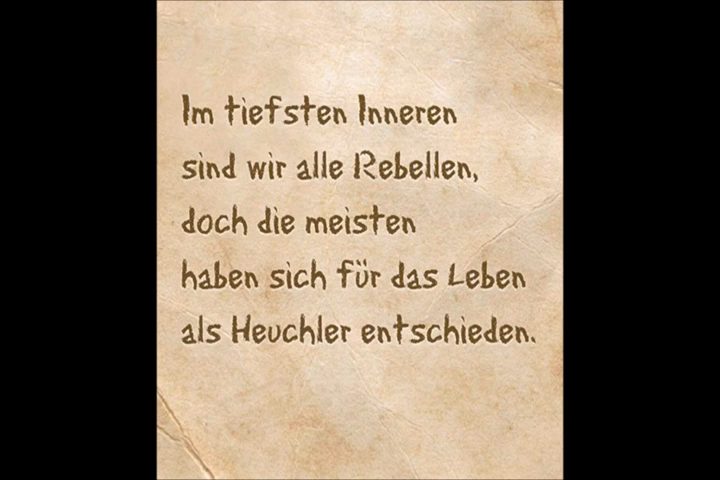 Im tiefsten Inneren
sind wir alle Rebellen,
doch die meisten
haben sich für das Leben
als Heuchler entschieden.